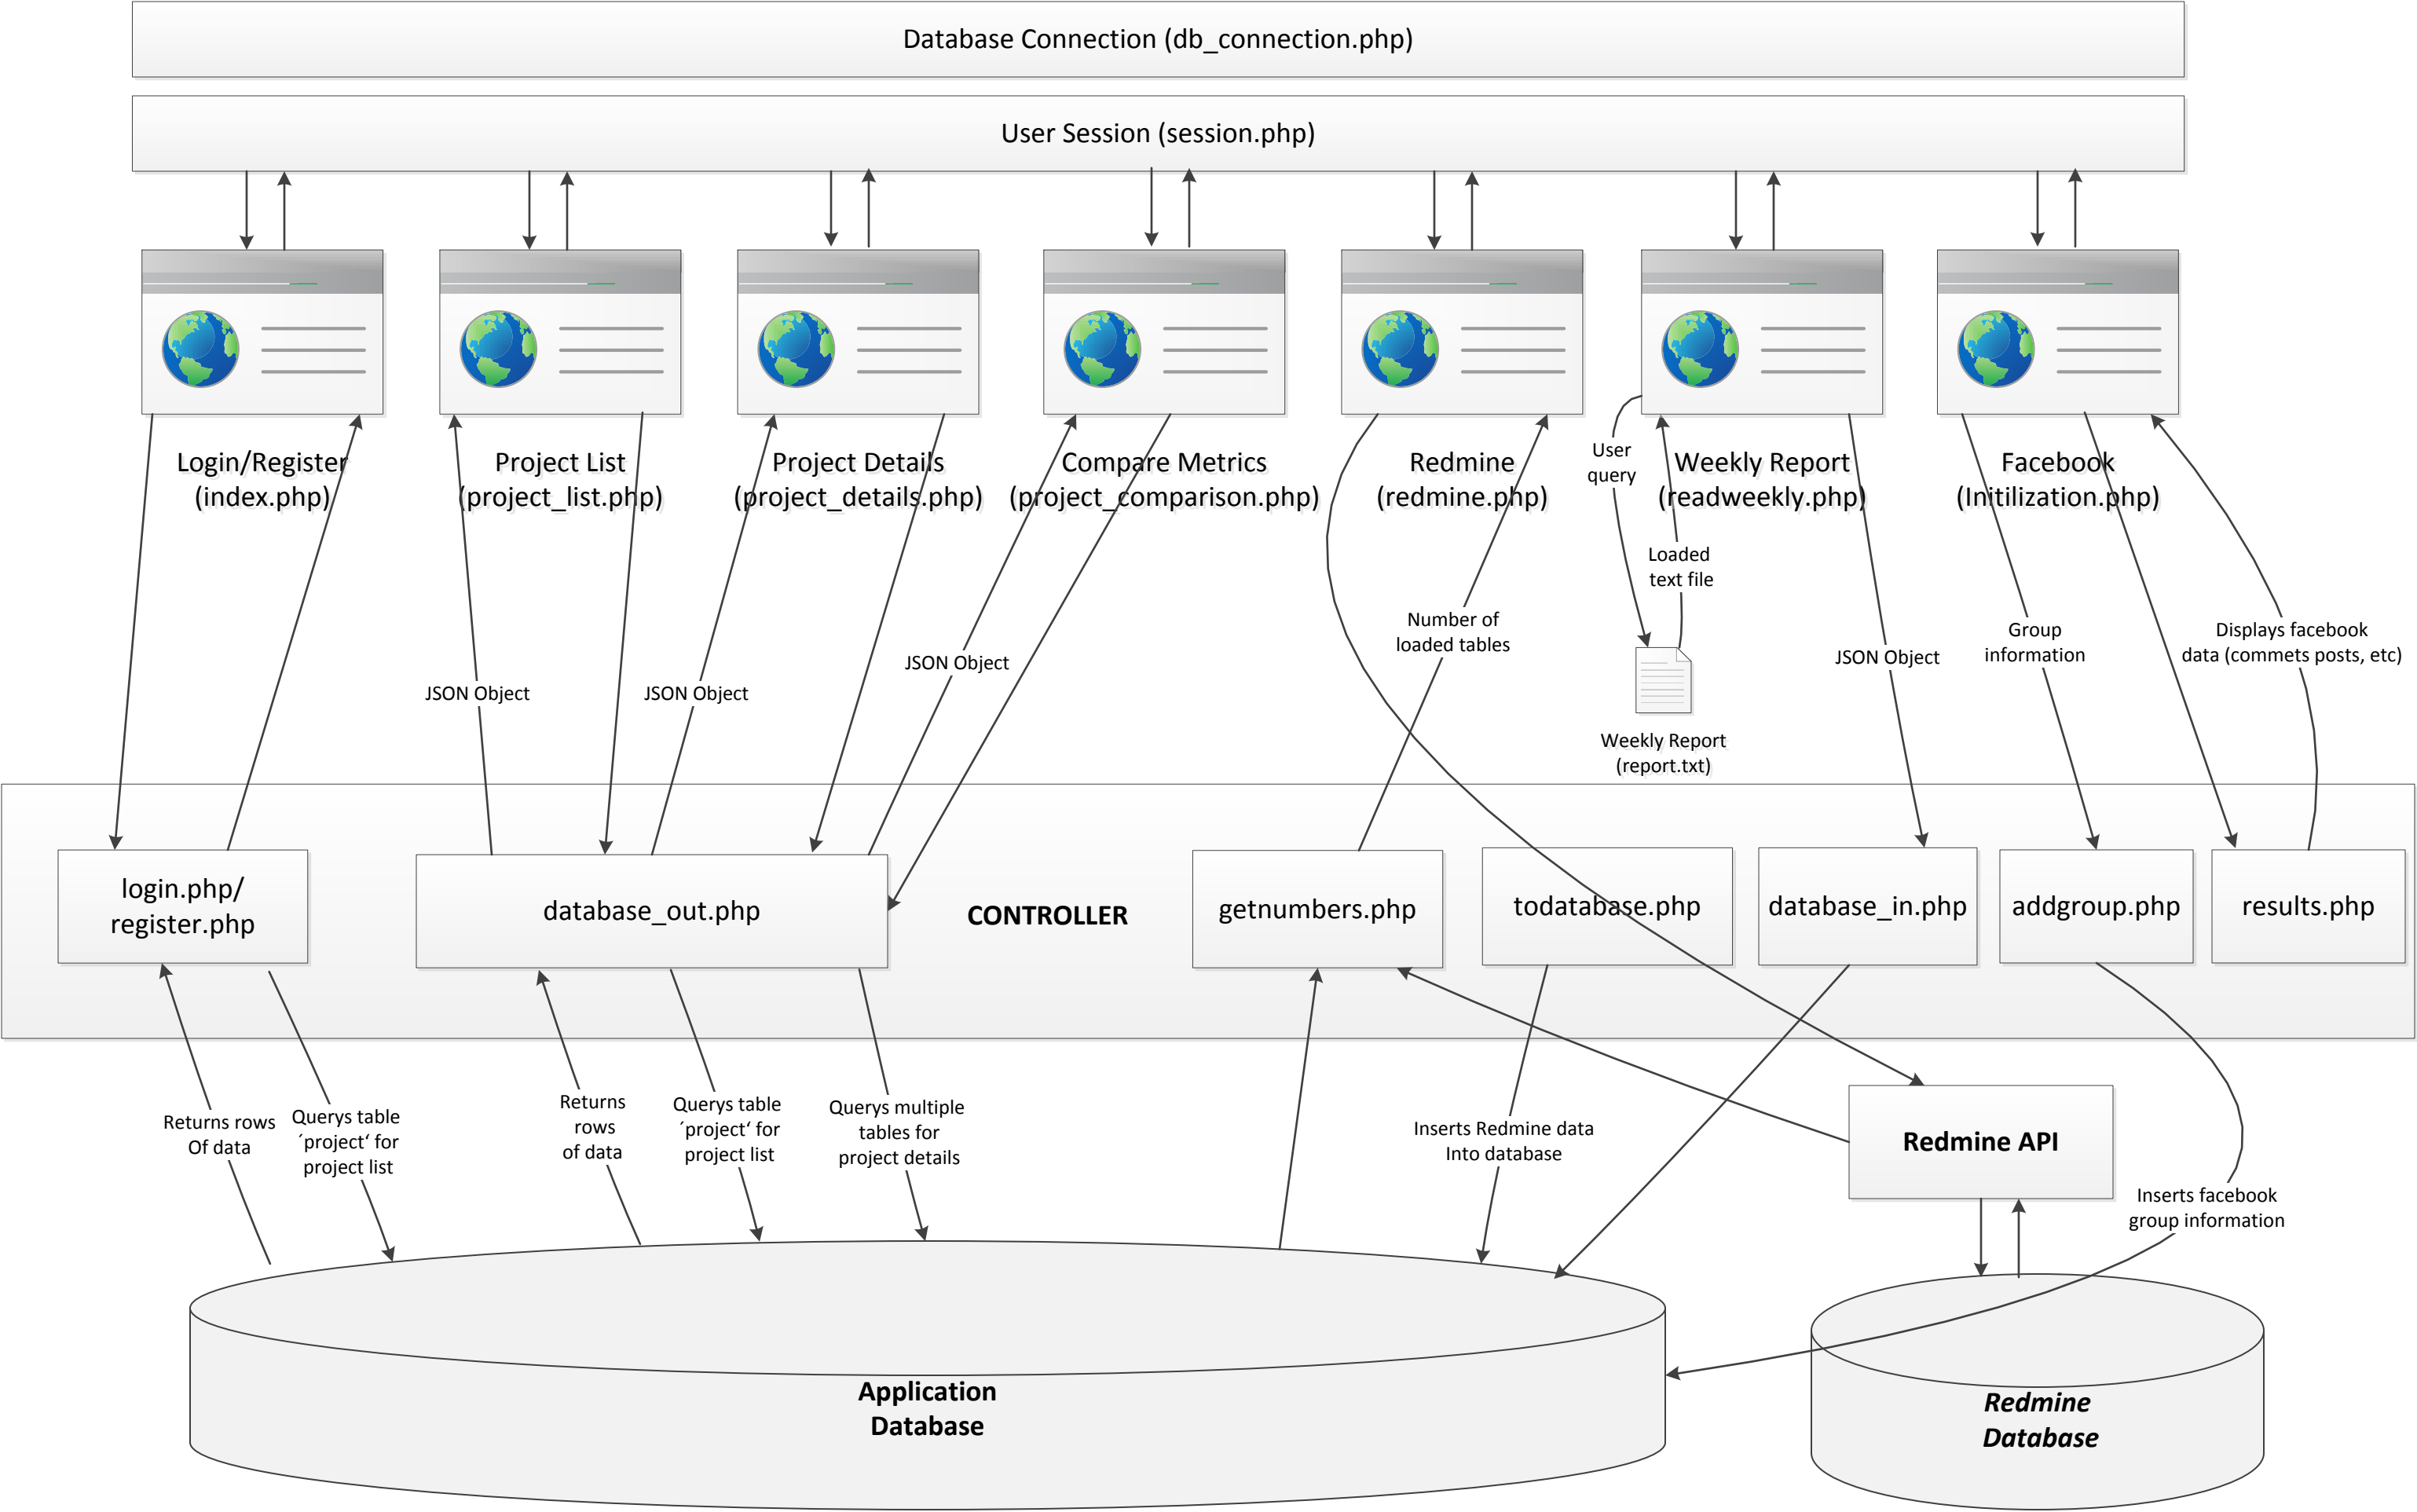 Database Connection (db_connection.php)
User Session (session.php)
Login/Register
(index.php)
Project List
(project_list.php)
Project Details
(project_details.php)
Compare Metrics
(project_comparison.php)
Redmine
(redmine.php)
User
query
Weekly Report
(readweekly.php)
Facebook
(Initilization.php)
Loaded
text file
Number of
loaded tables
JSON Object
JSON Object
JSON Object
JSON Object
Group
information
Displays facebook
data (commets posts, etc)
Weekly Report
(report.txt)
login.php/
register.php
database_out.php
CONTROLLER
getnumbers.php
todatabase.php
database_in.php
addgroup.php
results.php
Returns rows
Of data
Querys table
´project‘ for
project list
Returns
rows
of data
Querys table
´project‘ for
project list
Querys multiple
tables for
project details
Inserts Redmine data
Into database
Redmine API
Inserts facebook
group information
Application
Database
Redmine
Database